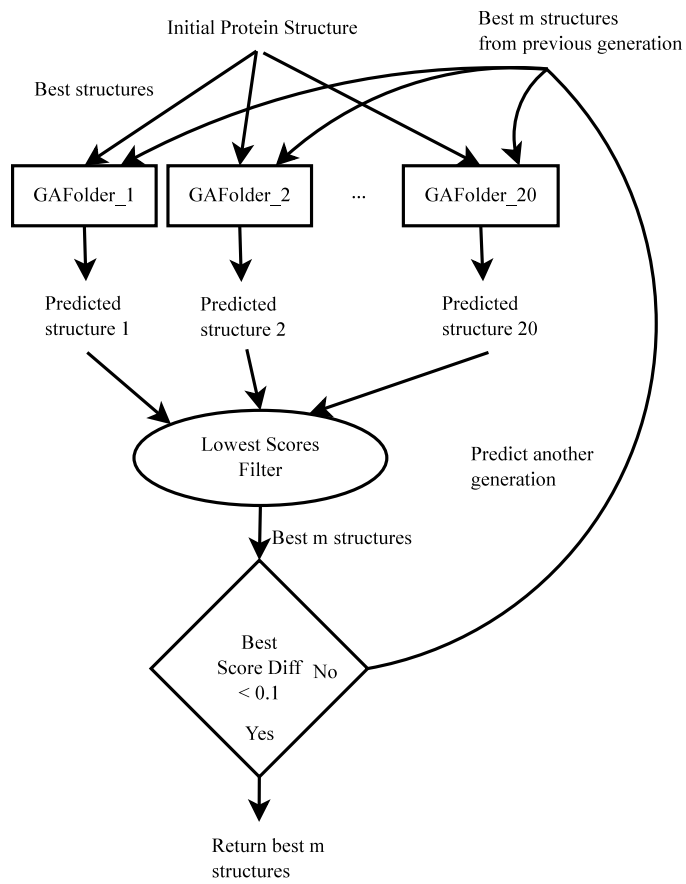 Initial Protein Structure
Best m structures
from previous generation
Best structures
GAFolder_1
GAFolder_2
...
GAFolder_20
Predicted
structure 1
Predicted
structure 2
Predicted
structure 20
Lowest Scores
Filter
Predict another
generation
Best m structures
Best
Score Diff
No
< 0.1
Yes
Return best m
structures